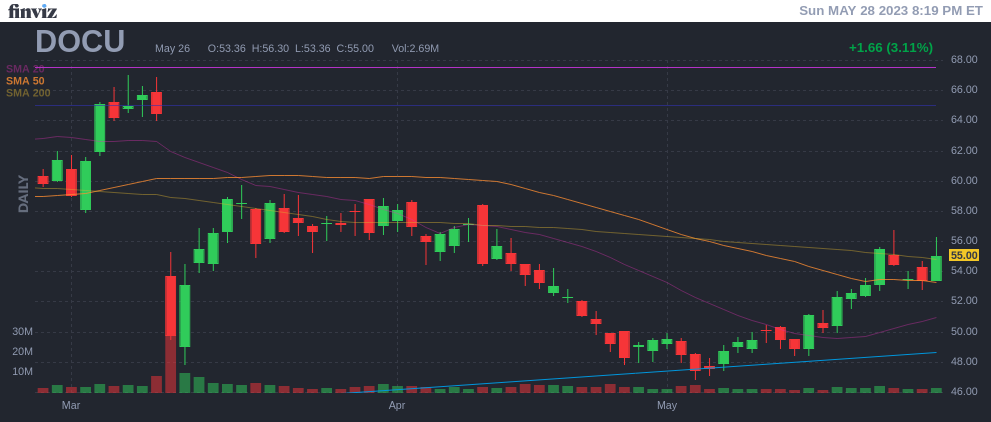 finviz
Sun MAY 28 2023 8:19 PM ET
DOCU
May 26 O:53.36 H:56.30 L:53.36 C:55.00 Vol:2.69M
+1.66 (3.11%)
SMA 20
SMA 50
SMA 200
DAILY
68.00
66.00
64.00
62.00
60.00
58.00
56.00
55.00
54.00
52.00
50.00
48.00
46.00
30M
20M
10M
Mar Apr May